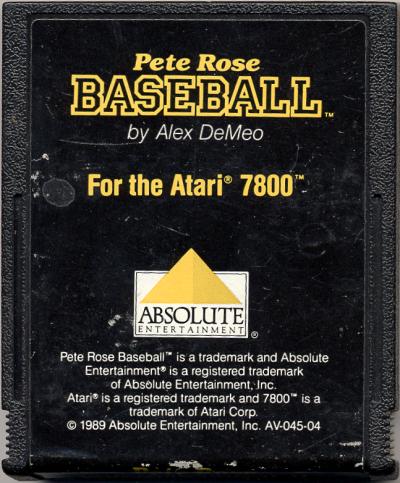 Pete Rose
BASEBALL™
by Alex DeMeo
For the Atari® 7800™
ABSOLUTE
ENTERTAINMENT®
Pete Rose Baseball™ is a trademark and Absolute
Entertainment® is a registered trademark
of Absolute Entertainment, Inc.
Atari® is a registered trademark and 7800™ is a
trademark of Atari Corp.
© 1989 Absolute Entertainment, Inc. AV-045-04